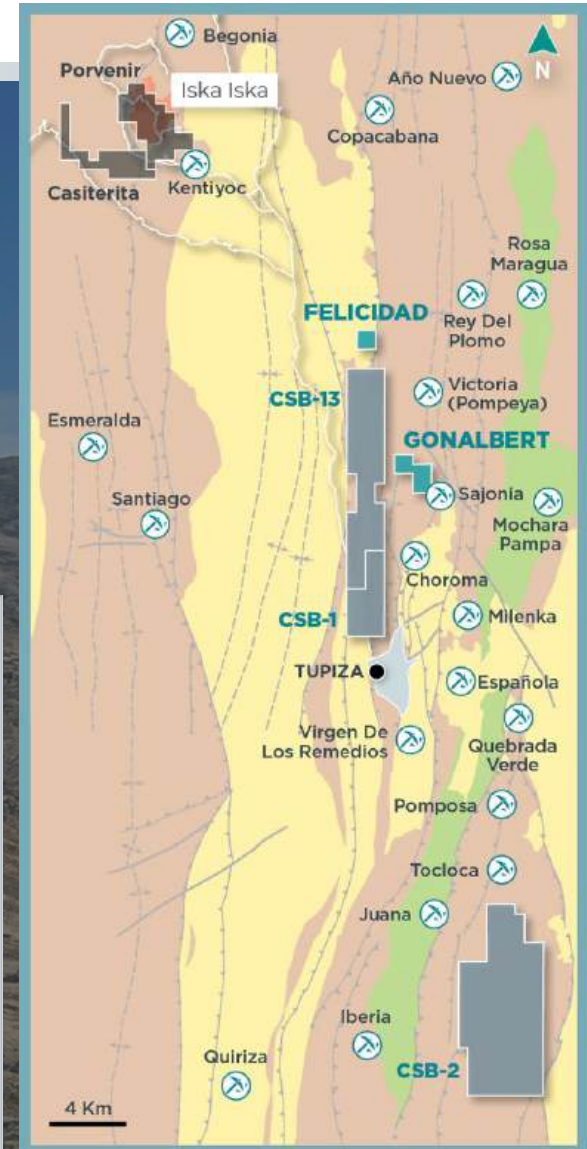 Begonia
N
Porvenir
Iska Iska
Año Nuevo
Copacabana
Casiterita
Kentiyoc
Rosa
Maragua
FELICIDAD
Rey Del
Plomo
CSB-13
Victoria
(Pompeya)
Esmeralda
GONALBERT
Santiago
Sajonia
Mochara
Pampa
Choroma
CSB-1
Milenka
TUPIZA
Española
Virgen De
Los Remedios
Quebrada
Verde
Pomposa
Tocloca
Juana
Iberia
Quiriza
CSB-2
4 Km